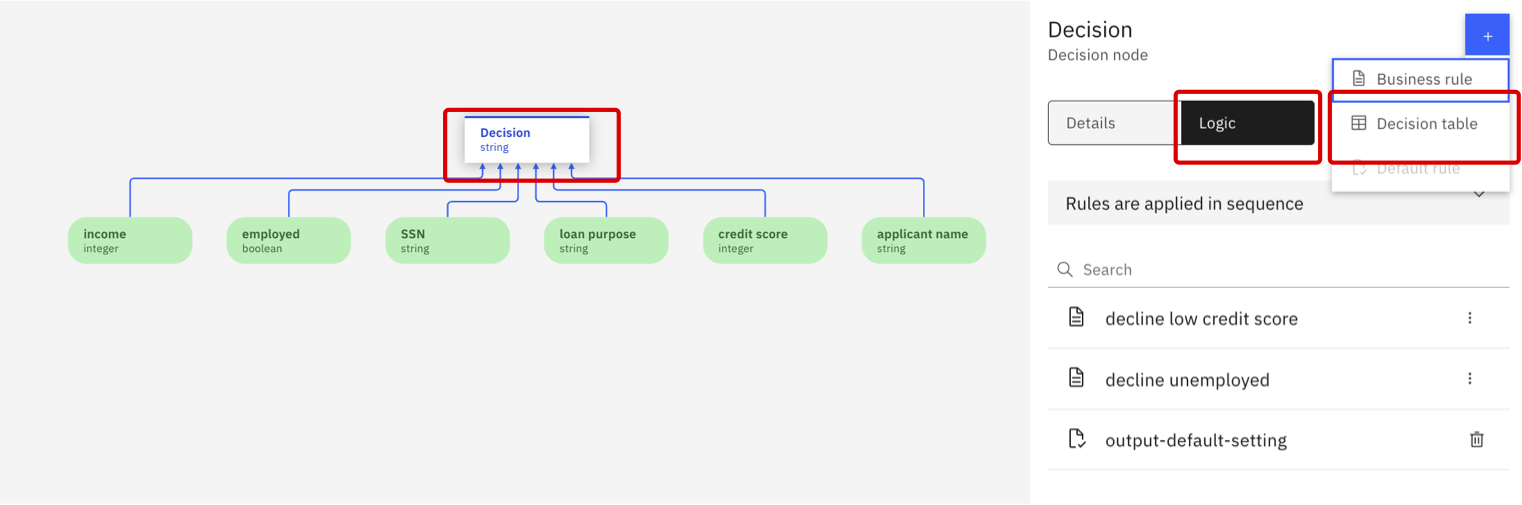 Decision
string
income
integer
employed
boolean
SSN
string
loan purpose
string
credit score
integer
applicant name
string
Decision
Decision node
+
Business rule
Decision table
Default rule
Details
Logic
Rules are applied in sequence
Search
decline low credit score
decline unemployed
output-default-setting